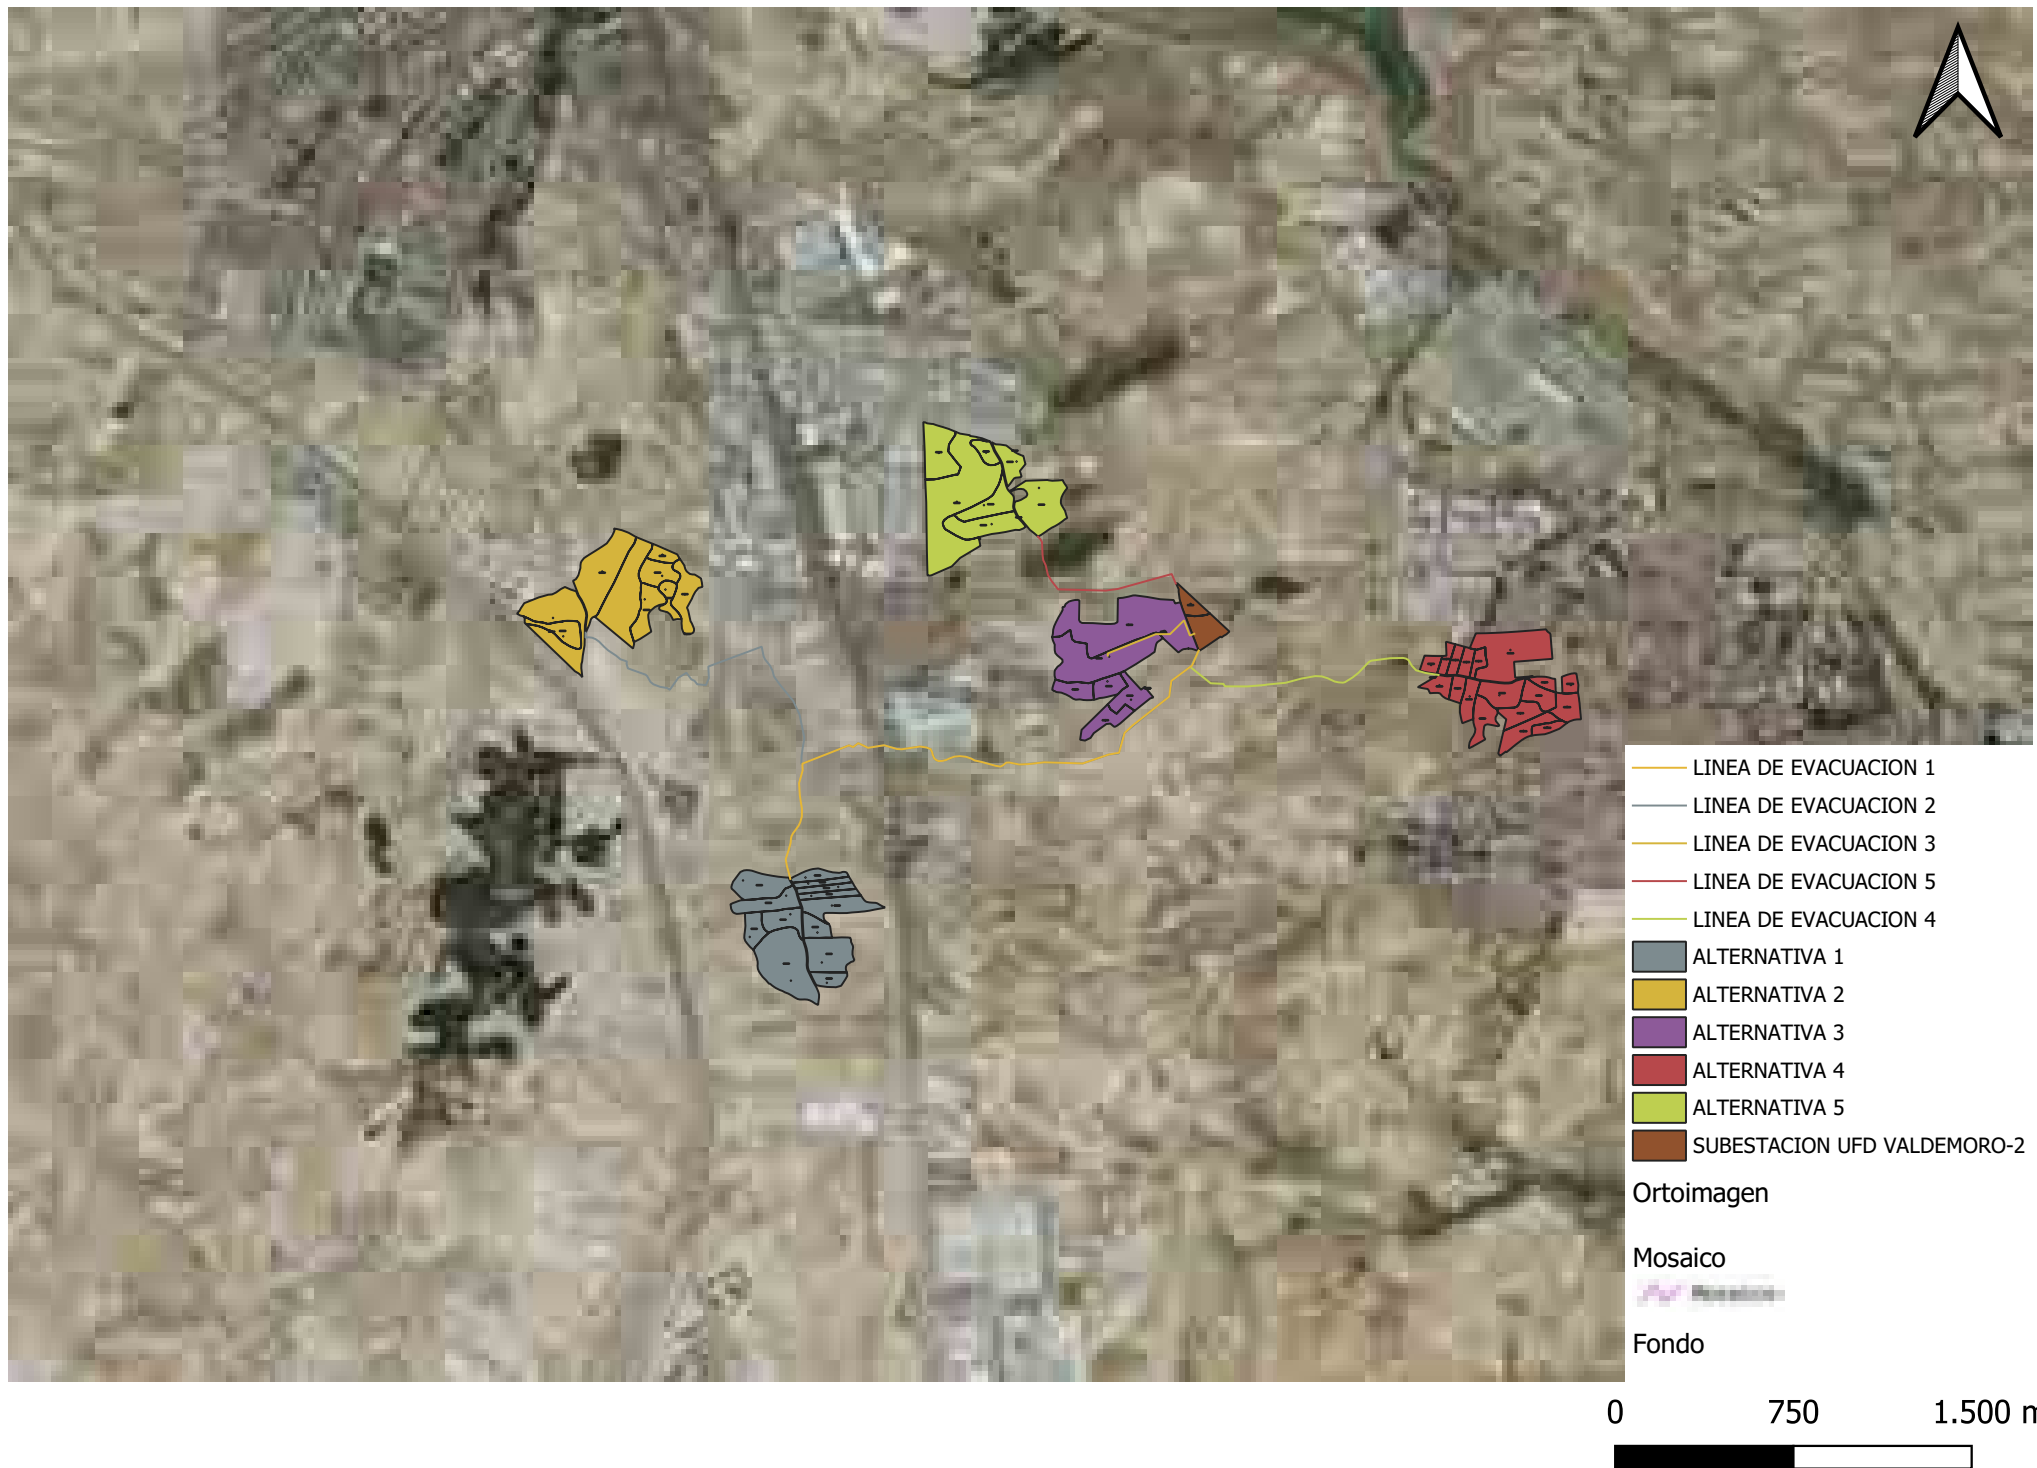 LINEA DE EVACUACION 1
LINEA DE EVACUACION 2
LINEA DE EVACUACION 3
LINEA DE EVACUACION 5
LINEA DE EVACUACION 4
ALTERNATIVA 1
ALTERNATIVA 2
ALTERNATIVA 3
ALTERNATIVA 4
ALTERNATIVA 5
SUBESTACION UFD VALDEMORO-2
Ortoimagen
Mosaico
Fondo
0 750 1.500 m